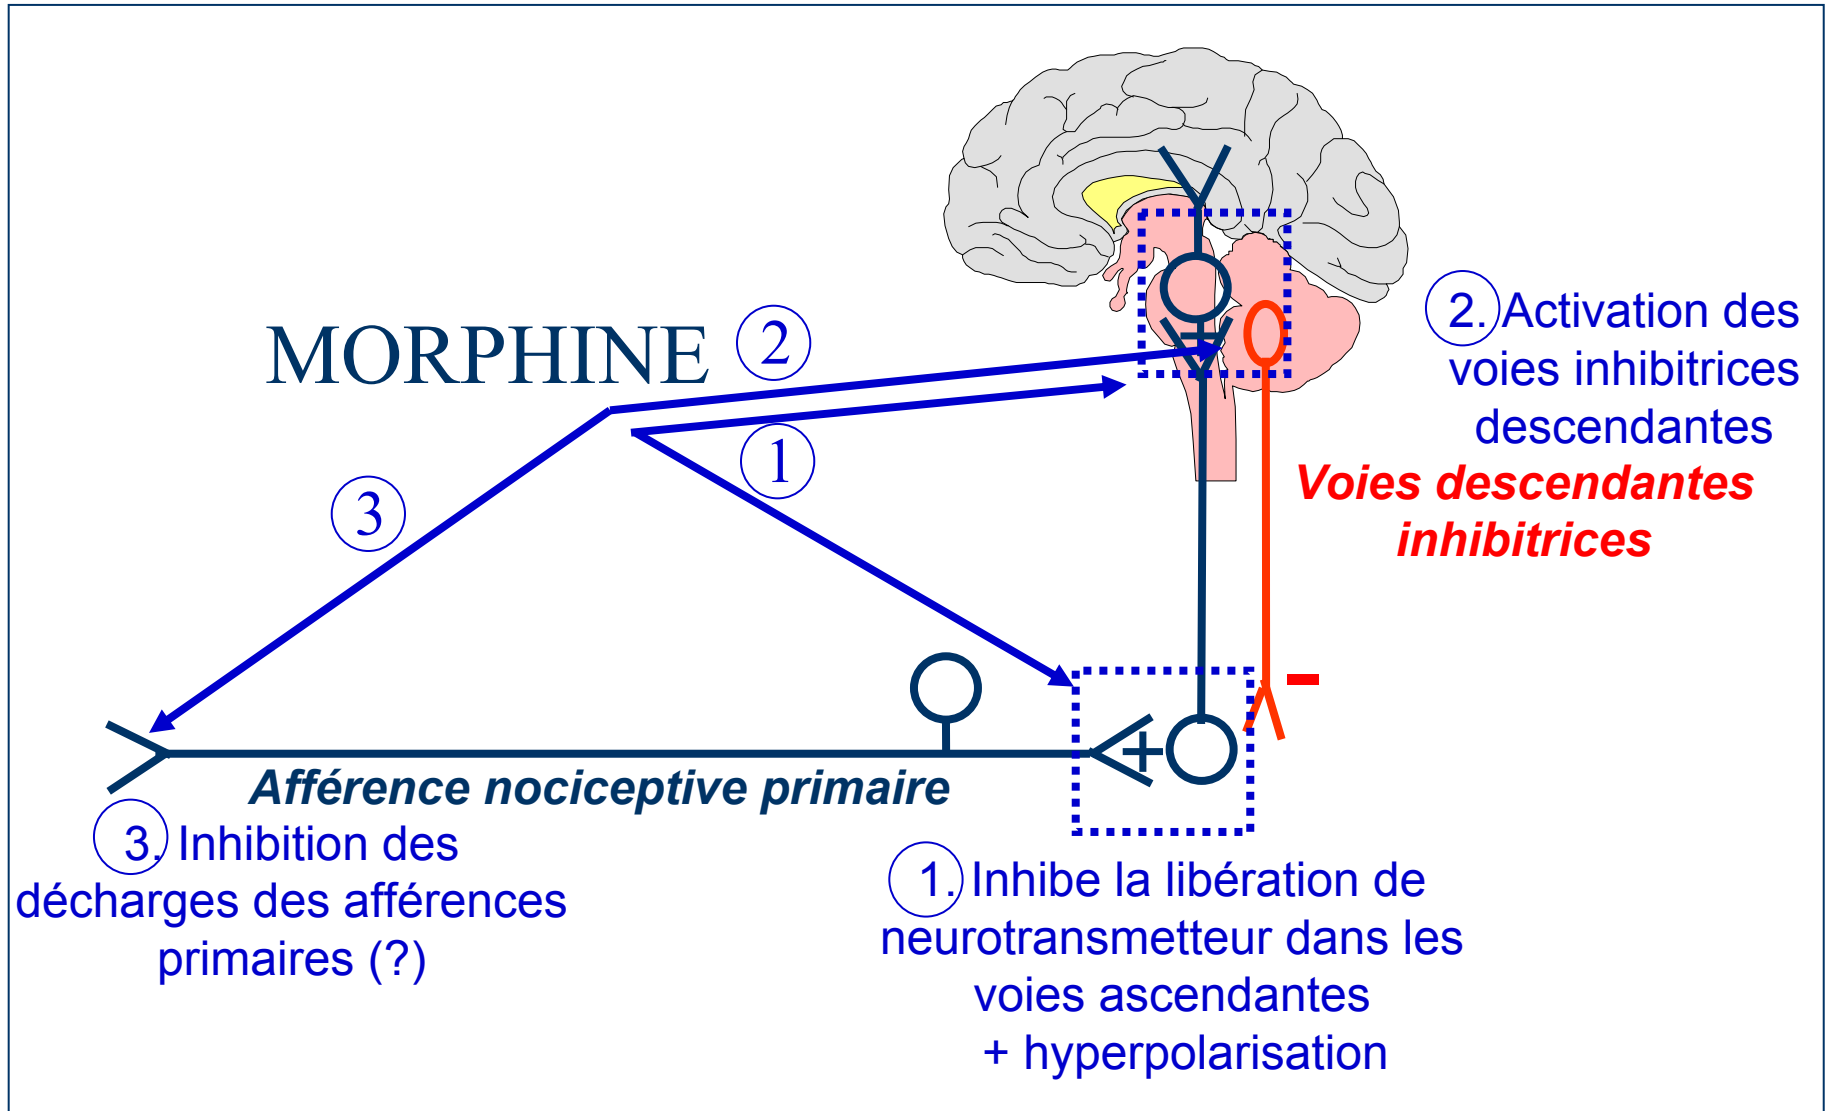 MORPHINE
2
1
3
2. Activation des
voies inhibitrices
descendantes
Voies descendantes
inhibitrices
+
+
-
Afférence nociceptive primaire
3. Inhibition des
décharges des afférences
primaires (?)
1. Inhibe la libération de
neurotransmetteur dans les
voies ascendantes
+ hyperpolarisation